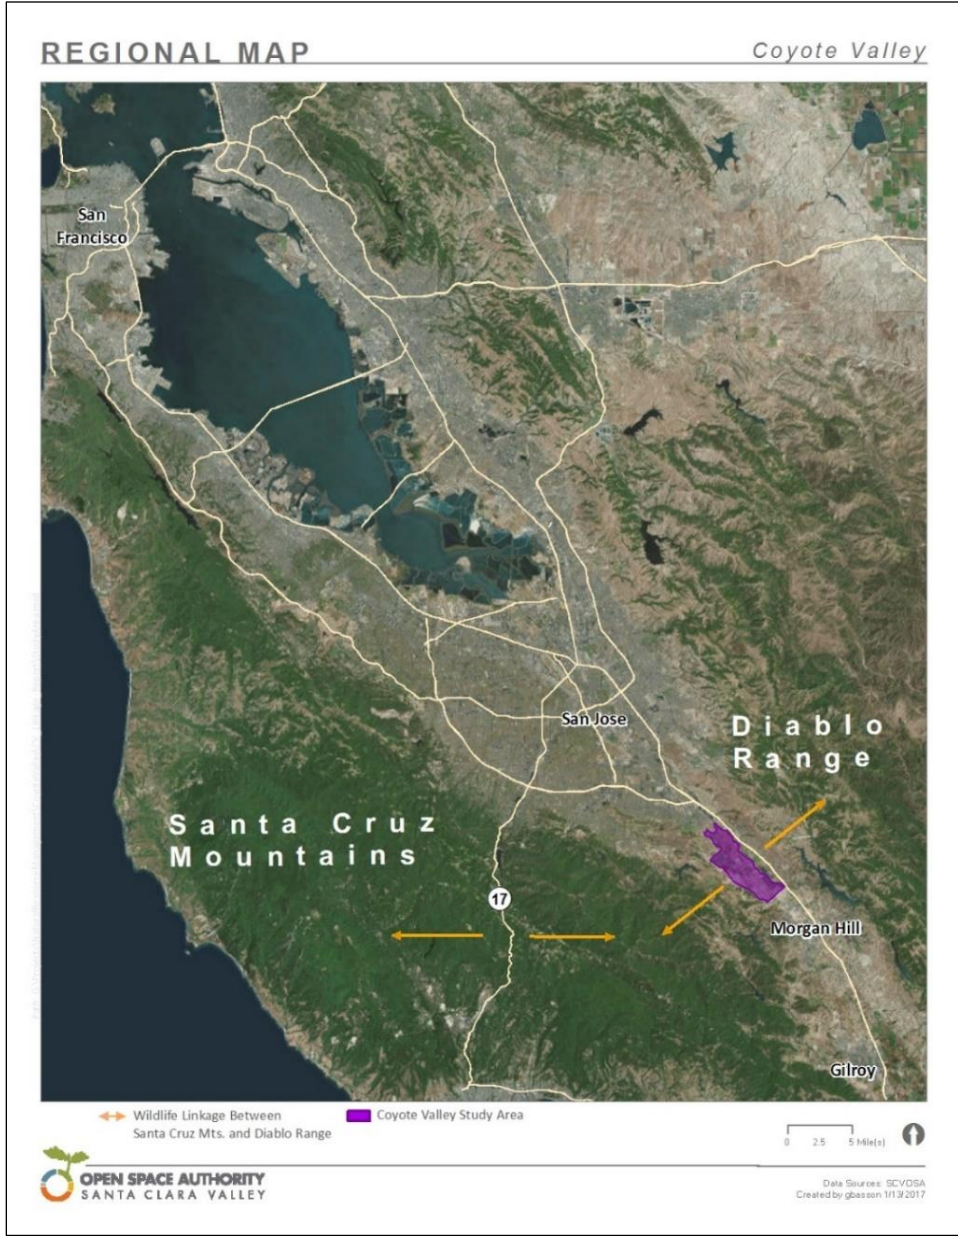 REGIONAL MAP
Coyote Valley
San
Francisco
San Jose
Diablo
Range
Santa Cruz
Mountains
17
Morgan Hill
Gilroy
Wildlife Linkage Between
Santa Cruz Mts. and Diablo Range
Coyote Valley Study Area
0 2.5 5 Mile(s)
OPEN SPACE AUTHORITY
SANTA CLARA VALLEY
Data Sources: SCVOSA
Created by gbasson 1/13/2017